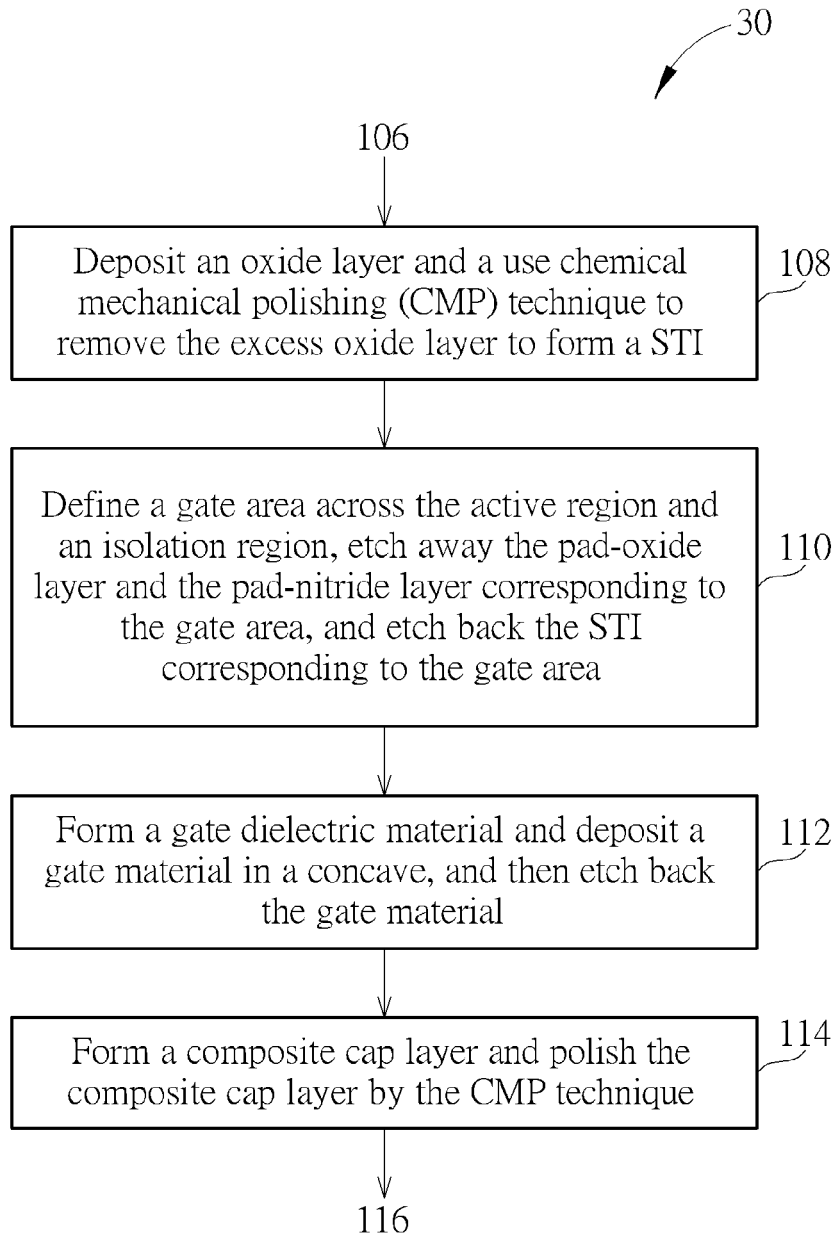 30
106
Deposit an oxide layer and a use chemical
mechanical polishing (CMP) technique to
remove the excess oxide layer to form a STI
108
Define a gate area across the active region and
an isolation region, etch away the pad-oxide
layer and the pad-nitride layer corresponding to
the gate area, and etch back the STI
corresponding to the gate area
110
Form a gate dielectric material and deposit a
gate material in a concave, and then etch back
the gate material
112
Form a composite cap layer and polish the
composite cap layer by the CMP technique
114
116